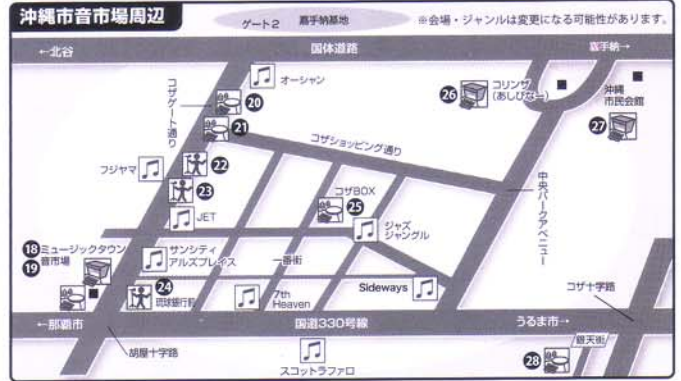 沖縄市音市場周辺
ゲート2 嘉手納基地
※会場・ジャンルは変更になる可能性があります。
←北谷
国体道路
嘉手納→
オーシャン
コザゲート通り
20
21
26
コリンザ
(あしびなー)
沖縄
市民会館
27
コザショッピング通り
フジヤマ
22
23
JET
コザBOX
25
ジャズ
ジャングル
中央パークアベニュー
18 ミュージックタウン
19 音市場
サンシティ
アルズプレイス
一番街
24
琉球銀行前
7th
Heaven
Sideways
コザ十字路
←那覇市
国道330号線
うるま市→
胡屋十字路
スコットラファロ
28
銀天街